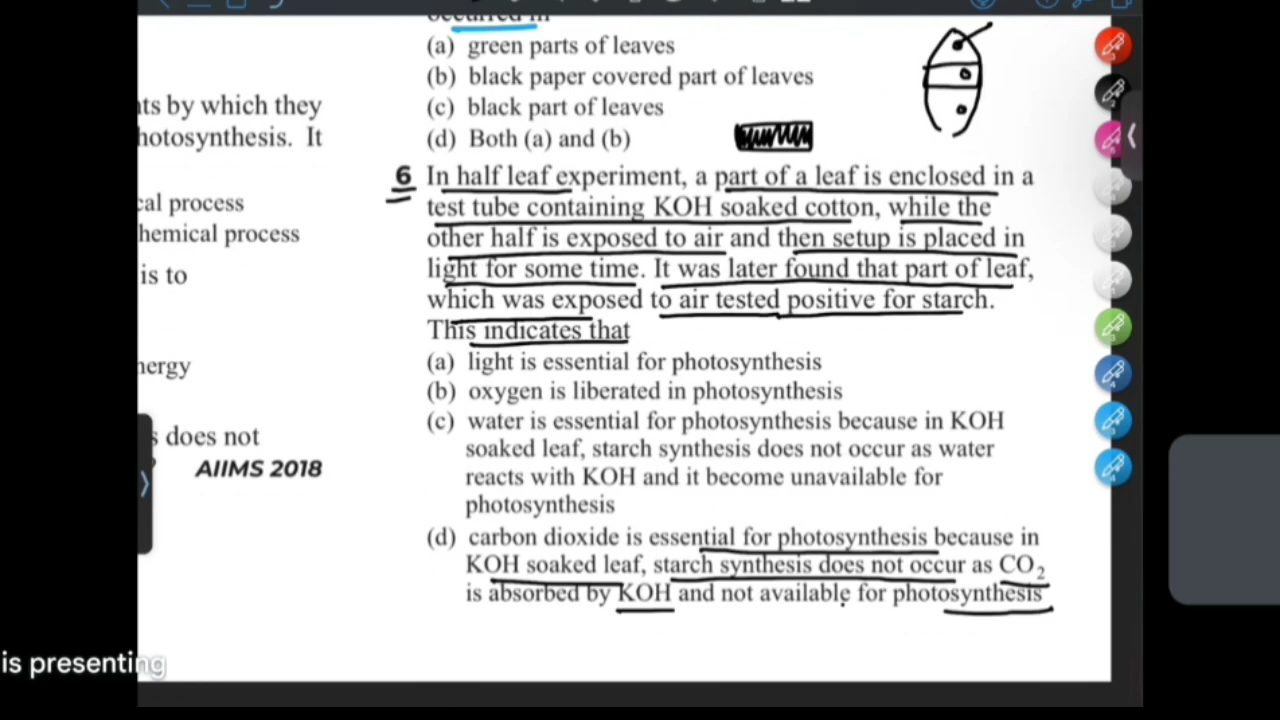 occurred in
(a) green parts of leaves
(b) black paper covered part of leaves
(c) black part of leaves
(d) Both (a) and (b)
nts by which they
hotosynthesis. It
cal process
hemical process
is to
nergy
s does not
AIIMS 2018
6 In half leaf experiment, a part of a leaf is enclosed in a
test tube containing KOH soaked cotton, while the
other half is exposed to air and then setup is placed in
light for some time. It was later found that part of leaf,
which was exposed to air tested positive for starch.
This indicates that
(a) light is essential for photosynthesis
(b) oxygen is liberated in photosynthesis
(c) water is essential for photosynthesis because in KOH
soaked leaf, starch synthesis does not occur as water
reacts with KOH and it become unavailable for
photosynthesis
(d) carbon dioxide is essential for photosynthesis because in
KOH soaked leaf, starch synthesis does not occur as CO₂
is absorbed by KOH and not available for photosynthesis
is presenting